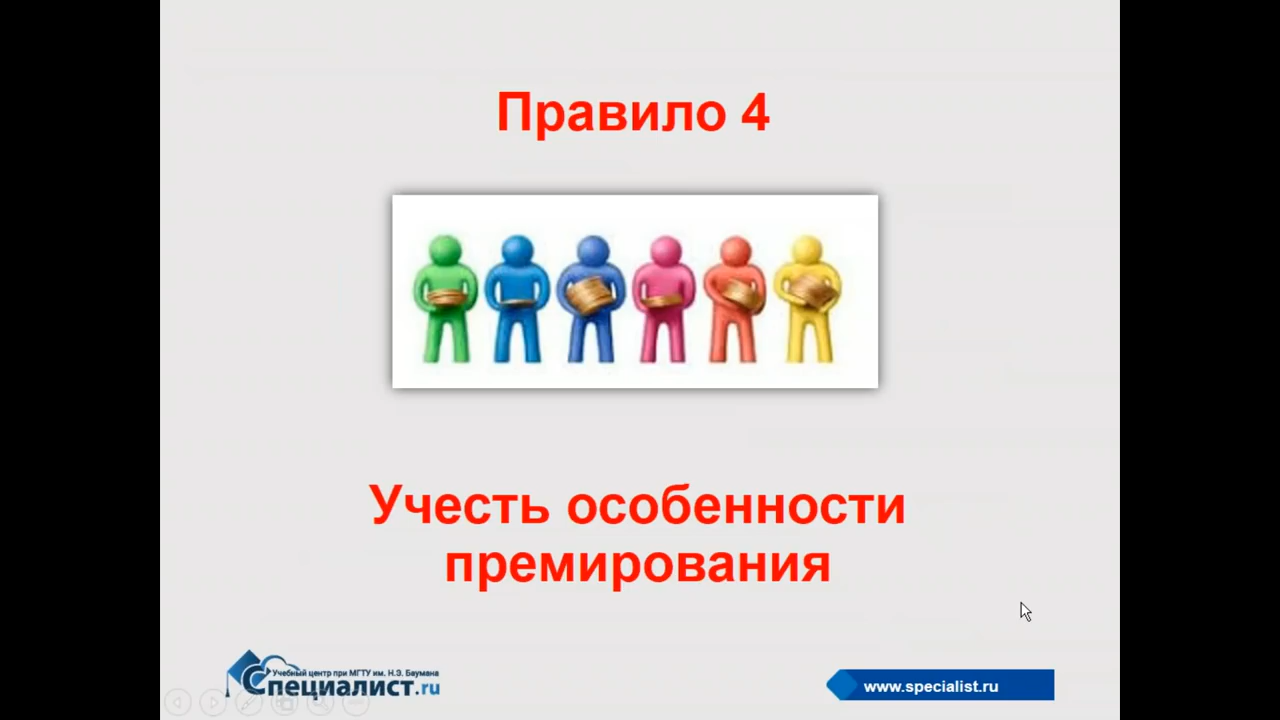 Правило 4
Учесть особенности
премирования
Учебный центр при МГТУ им. Н.Э. Баумана
Специалист.ru
www.specialist.ru